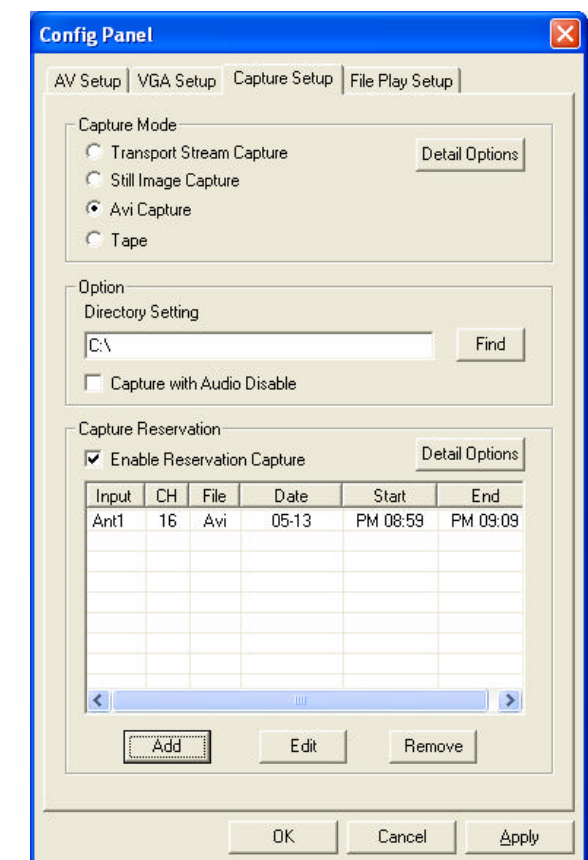 Config Panel
AV Setup VGA Setup Capture Setup File Play Setup
Capture Mode
Transport Stream Capture
Detail Options
Still Image Capture
Avi Capture
Tape
Option
Directory Setting
C:\
Find
Capture with Audio Disable
Capture Reservation
Enable Reservation Capture
Detail Options
Input CH File Date Start End
Ant1 16 Avi 05-13 PM 08:59 PM 09:09
Add Edit Remove
OK Cancel Apply